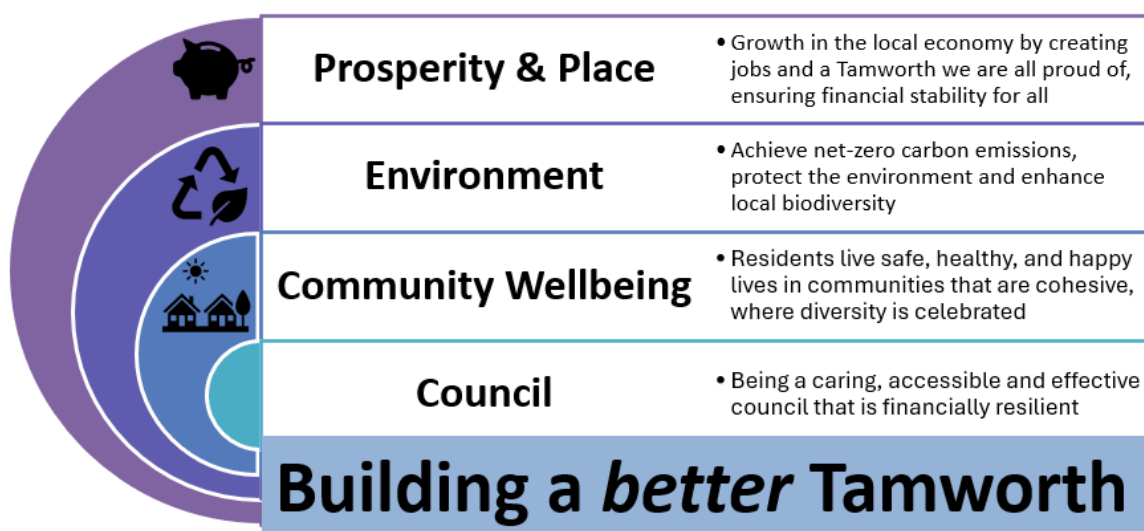 Prosperity & Place
• Growth in the local economy by creating
jobs and a Tamworth we are all proud of,
ensuring financial stability for all
Environment
• Achieve net-zero carbon emissions,
protect the environment and enhance
local biodiversity
Community Wellbeing
• Residents live safe, healthy, and happy
lives in communities that are cohesive,
where diversity is celebrated
Council
• Being a caring, accessible and effective
council that is financially resilient
Building a better Tamworth